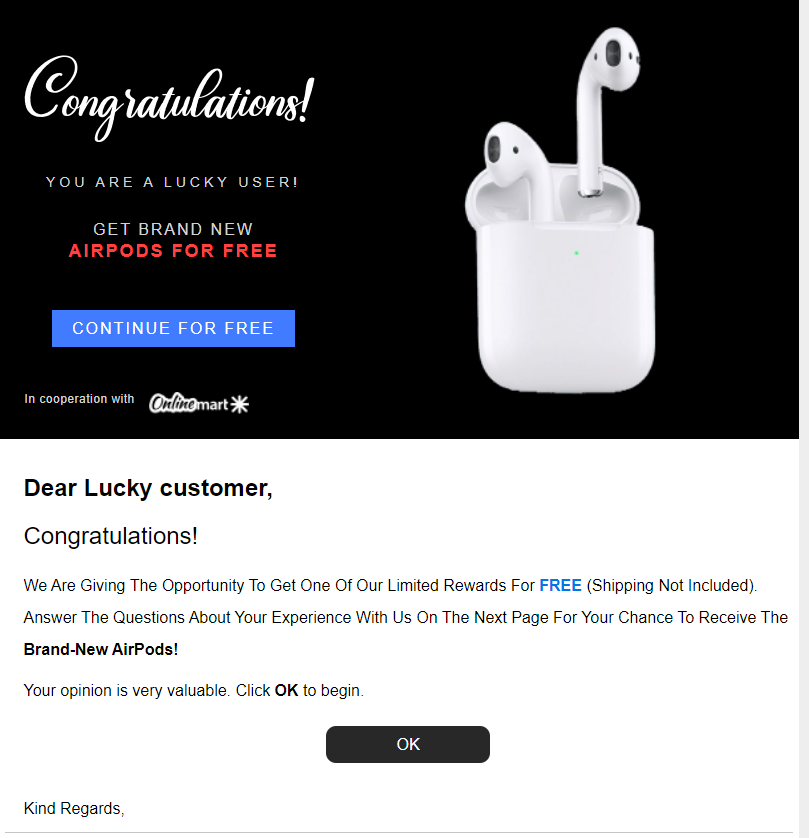 Congratulations!
YOU ARE A LUCKY USER!
GET BRAND NEW
AIRPODS FOR FREE
CONTINUE FOR FREE
In cooperation with Onlinemart
Dear Lucky customer,
Congratulations!
We Are Giving The Opportunity To Get One Of Our Limited Rewards For FREE (Shipping Not Included).
Answer The Questions About Your Experience With Us On The Next Page For Your Chance To Receive The
Brand-New AirPods!
Your opinion is very valuable. Click OK to begin.
OK
Kind Regards,